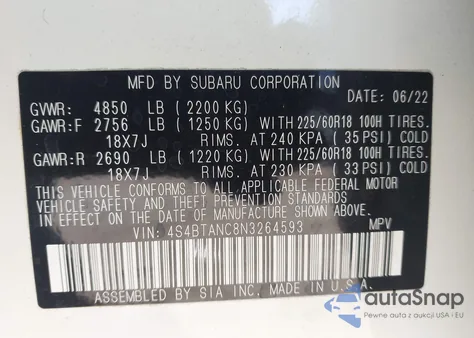 MFD BY SUBARU CORPORATION
GVWR: 4850 LB (2200 KG) DATE: 06/22
GAWR:F 2756 LB (1250 KG) WITH 225/60R18 100H TIRES.
18X7J RIMS.AT 240 KPA (35 PSI) COLD
GAWR:R 2690 LB (1220 KG) WITH 225/60R18 100H TIRES.
18X7J RIMS.AT 230 KPA (33 PSI) COLD
THIS VEHICLE CONFORMS TO ALL APPLICABLE FEDERAL MOTOR
VEHICLE SAFETY AND THEFT PREVENTION STANDARDS
IN EFFECT ON THE DATE OF MANUFACTURE SHOWN ABOVE.
VIN: 4S4BTANC8N3264593 MPV
ASSEMBLED BY SIA INC. IN U.S.A.
autaSnap
Pewne auta z aukcji USA - EU